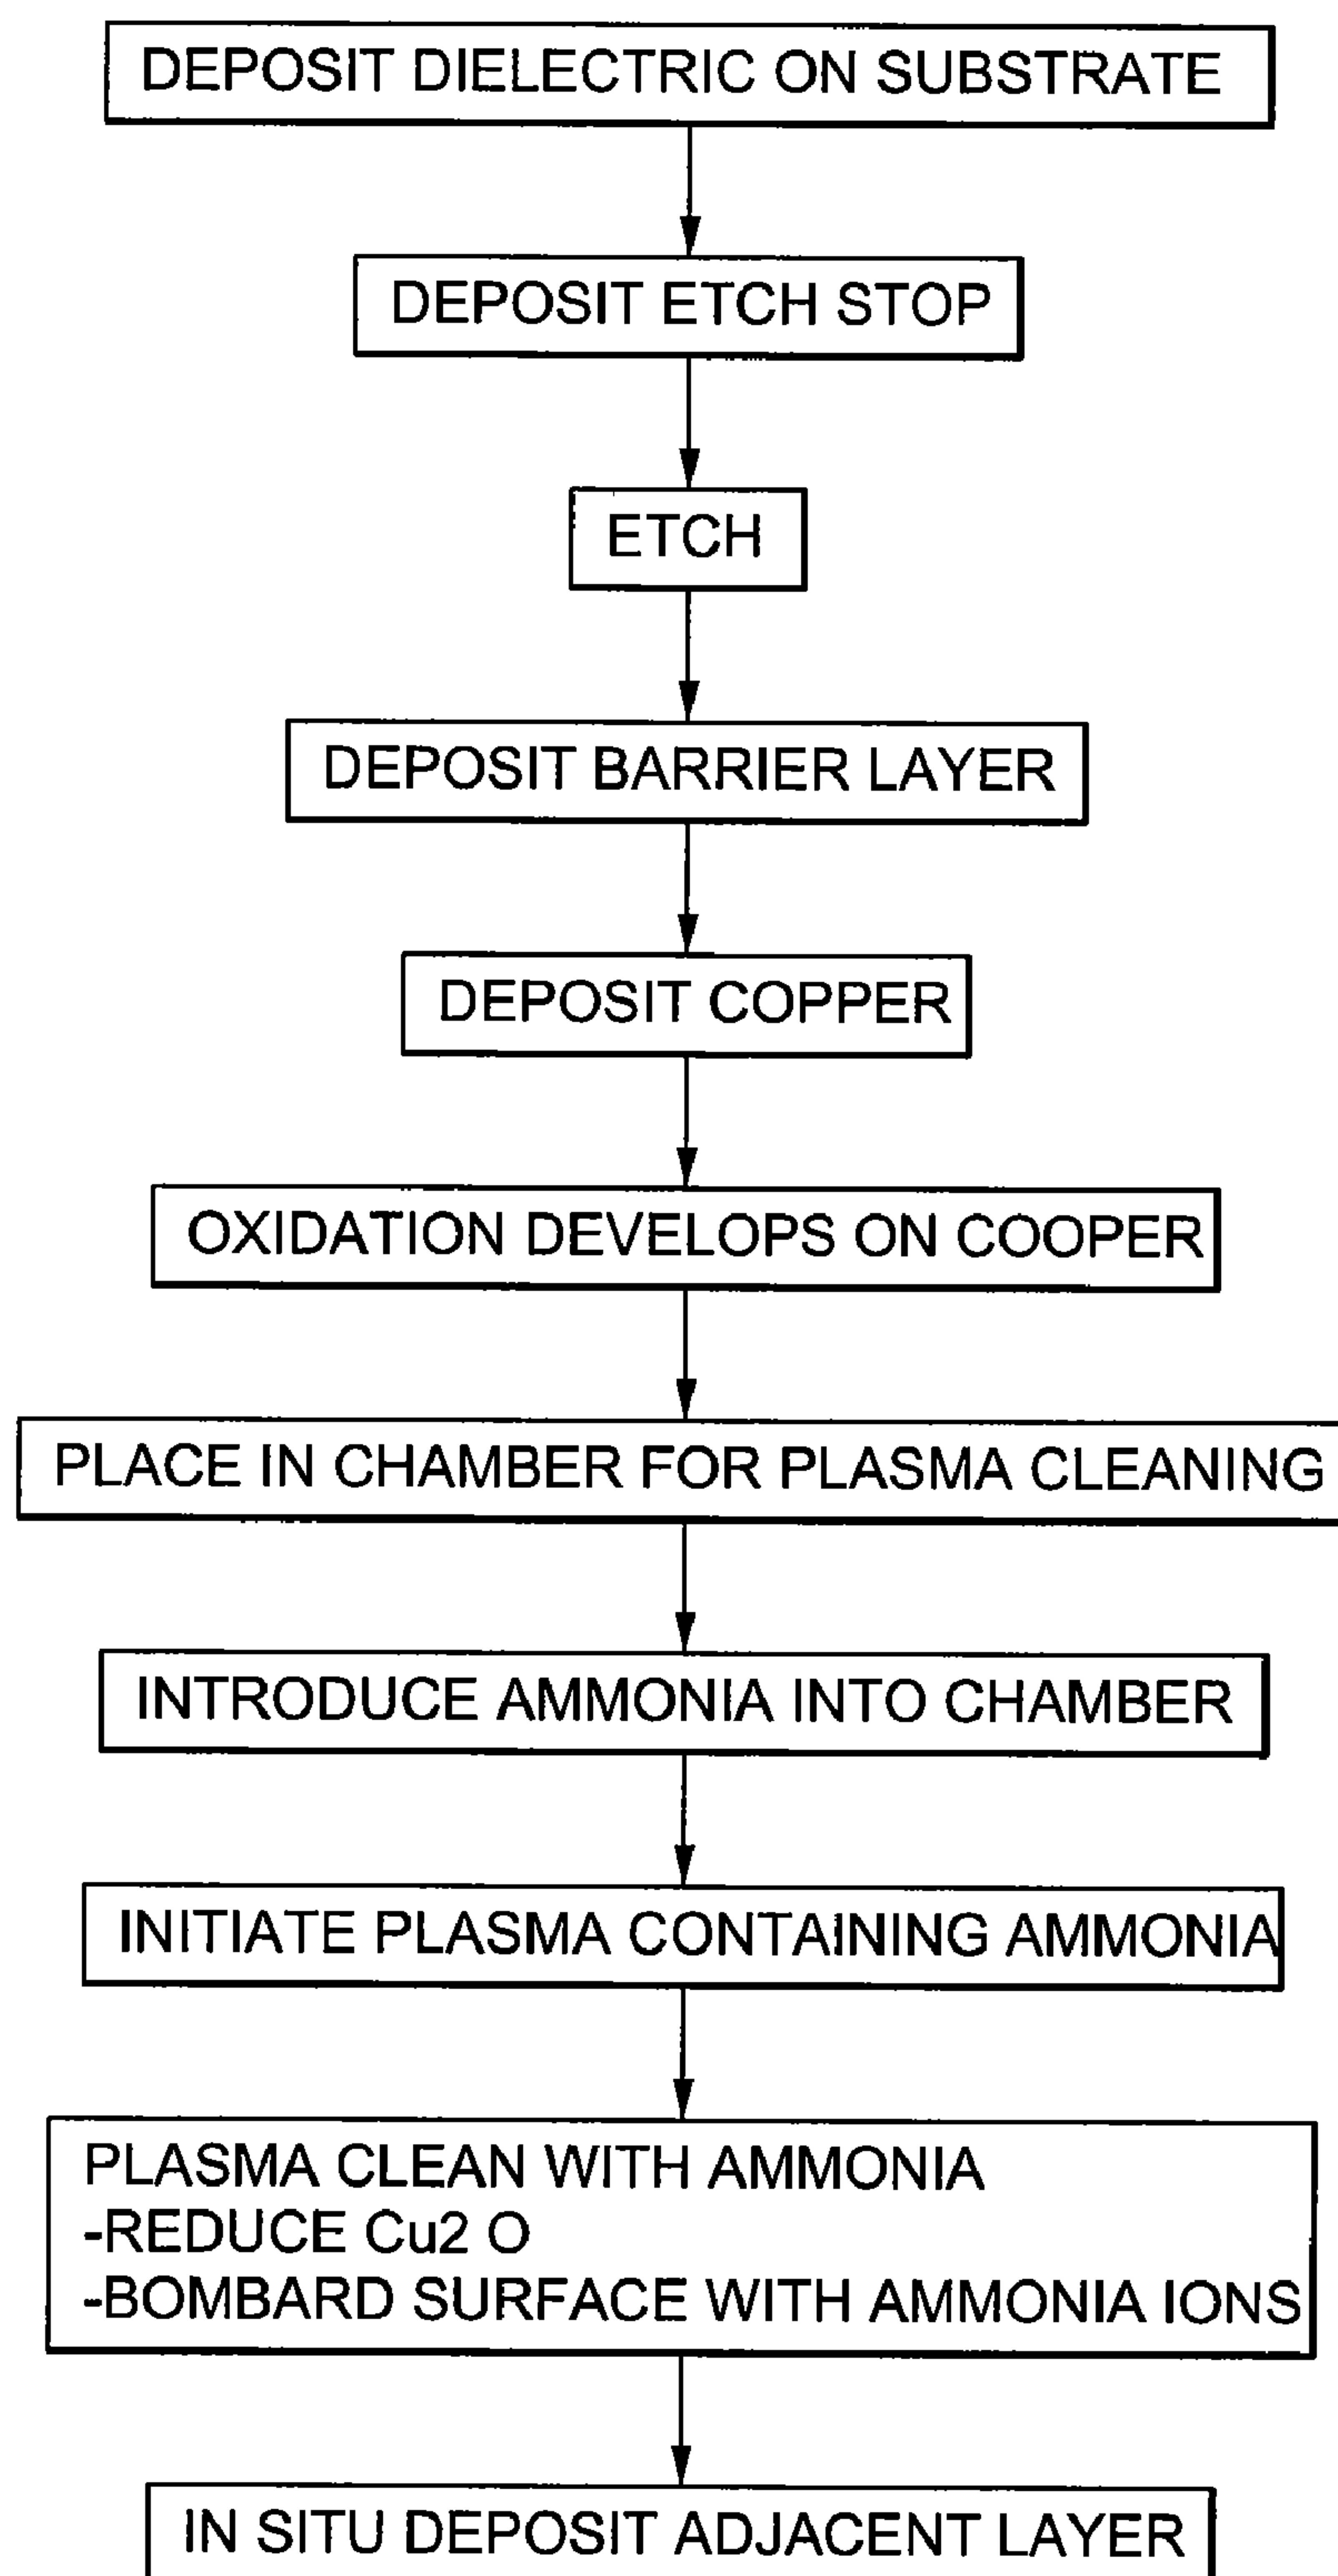 DEPOSIT DIELECTRIC ON SUBSTRATE
DEPOSIT ETCH STOP
ETCH
DEPOSIT BARRIER LAYER
DEPOSIT COPPER
OXIDATION DEVELOPS ON COOPER
PLACE IN CHAMBER FOR PLASMA CLEANING
INTRODUCE AMMONIA INTO CHAMBER
INITIATE PLASMA CONTAINING AMMONIA
PLASMA CLEAN WITH AMMONIA
-REDUCE Cu2 O
-BOMBARD SURFACE WITH AMMONIA IONS
IN SITU DEPOSIT ADJACENT LAYER